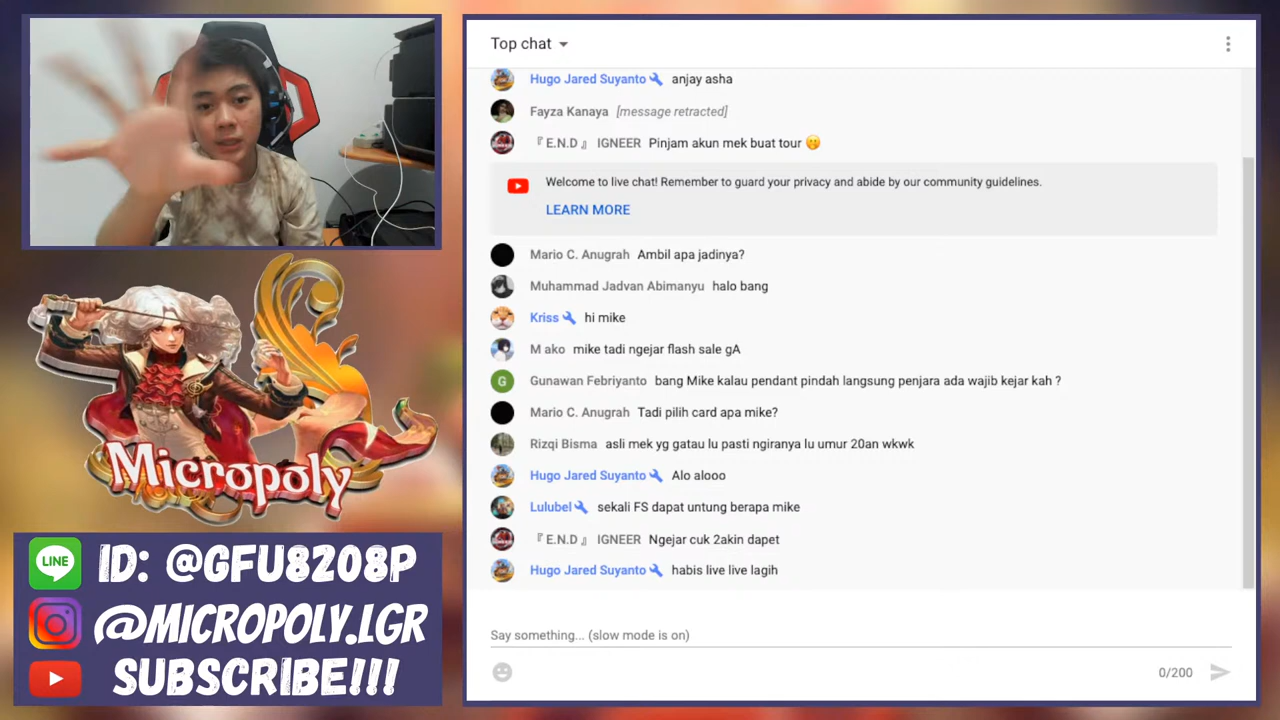 Top chat
Hugo Jared Suyanto anjay asha
Fayza Kanaya [message retracted]
『 E.N.D 』 IGNEER Pinjam akun mek buat tour 🤭
Welcome to live chat! Remember to guard your privacy and abide by our community guidelines.
LEARN MORE
Mario C. Anugrah Ambil apa jadinya?
Muhammad Jadvan Abimanyu halo bang
Kriss hi mike
M ako mike tadi ngejar flash sale gA
G Gunawan Febriyanto bang Mike kalau pendant pindah langsung penjara ada wajib kejar kah ?
Mario C. Anugrah Tadi pilih card apa mike?
Rizqi Bisma asli mek yg gatau lu pasti ngiranya lu umur 20an wkwk
Hugo Jared Suyanto Alo alooo
Lulubel sekali FS dapat untung berapa mike
『 E.N.D 』 IGNEER Ngejar cuk 2akin dapet
Hugo Jared Suyanto habis live live lagih
Say something... (slow mode is on)
0/200
Micropoly
LINE ID: @GFU8208P
@MICROPOLY.LGR
SUBSCRIBE!!!